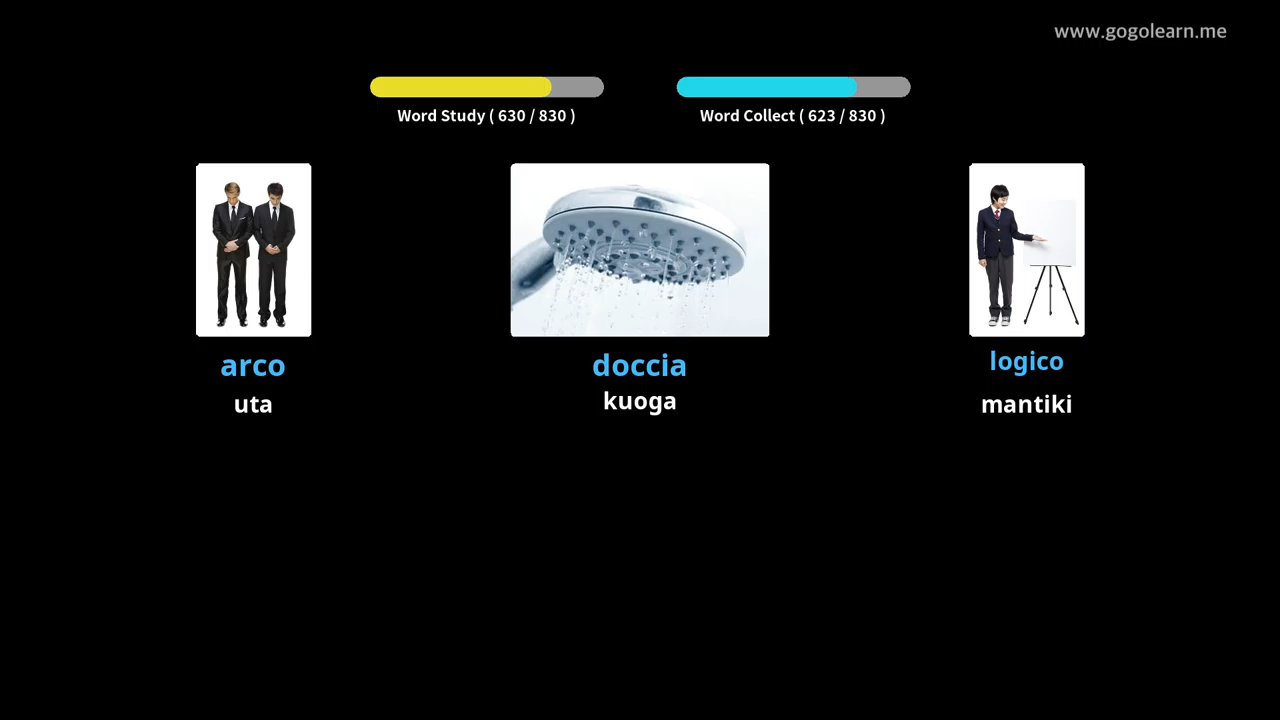 www.gogolearn.me
Word Study ( 630 / 830 )
Word Collect ( 623 / 830 )
arco
doccia
logico
uta
kuoga
mantiki